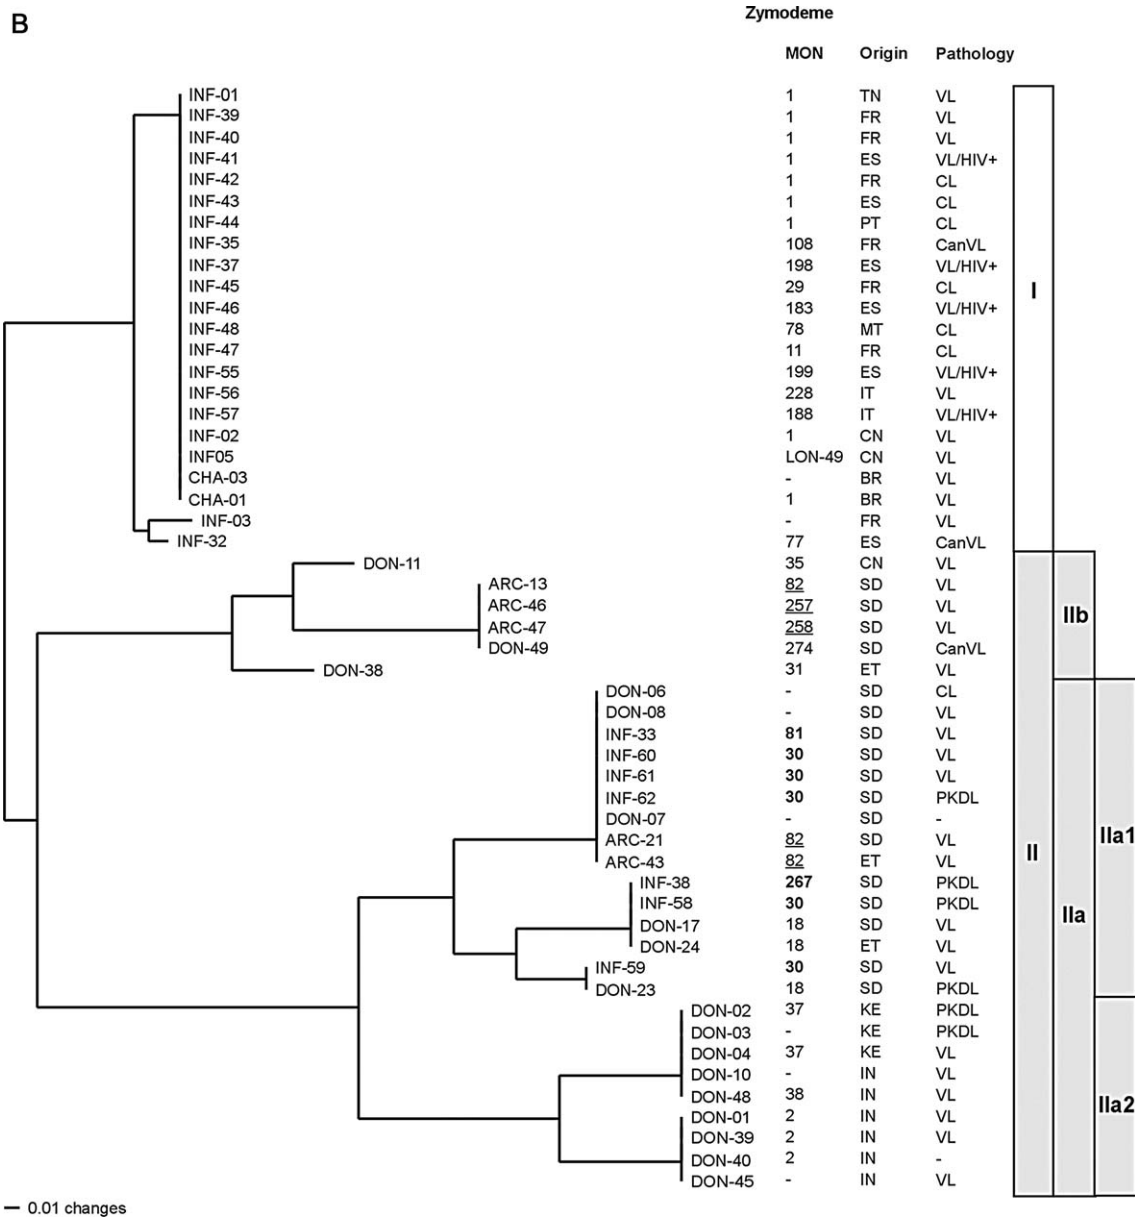 B
Zymodeme
MON Origin Pathology
INF-01 1 TN VL
INF-39 1 FR VL
INF-40 1 FR VL
INF-41 1 ES VL/HIV+
INF-42 1 FR CL
INF-43 1 ES CL
INF-44 1 PT CL
INF-35 108 FR CanVL
INF-37 198 ES VL/HIV+
INF-45 29 FR CL
I
INF-46 183 ES VL/HIV+
INF-48 78 MT CL
INF-47 11 FR CL
INF-55 199 ES VL/HIV+
INF-56 228 IT VL
INF-57 188 IT VL/HIV+
INF-02 1 CN VL
INF05 LON-49 CN VL
CHA-03 - BR VL
CHA-01 1 BR VL
INF-03 - FR VL
INF-32 77 ES CanVL
DON-11 35 CN VL
ARC-13 82 SD VL
ARC-46 257 SD VL
IIb
ARC-47 258 SD VL
DON-49 274 SD CanVL
DON-38 31 ET VL
DON-06 - SD CL
DON-08 - SD VL
INF-33 81 SD VL
INF-60 30 SD VL
INF-61 30 SD VL
INF-62 30 SD PKDL
DON-07 - SD -
ARC-21 82 SD VL
IIa1
II
ARC-43 82 ET VL
INF-38 267 SD PKDL
INF-58 30 SD PKDL
IIa
DON-17 18 SD VL
DON-24 18 ET VL
INF-59 30 SD VL
DON-23 18 SD PKDL
DON-02 37 KE PKDL
DON-03 - KE PKDL
DON-04 37 KE VL
DON-10 - IN VL
DON-48 38 IN VL
IIa2
DON-01 2 IN VL
DON-39 2 IN VL
DON-40 2 IN -
DON-45 - IN VL
0.01 changes